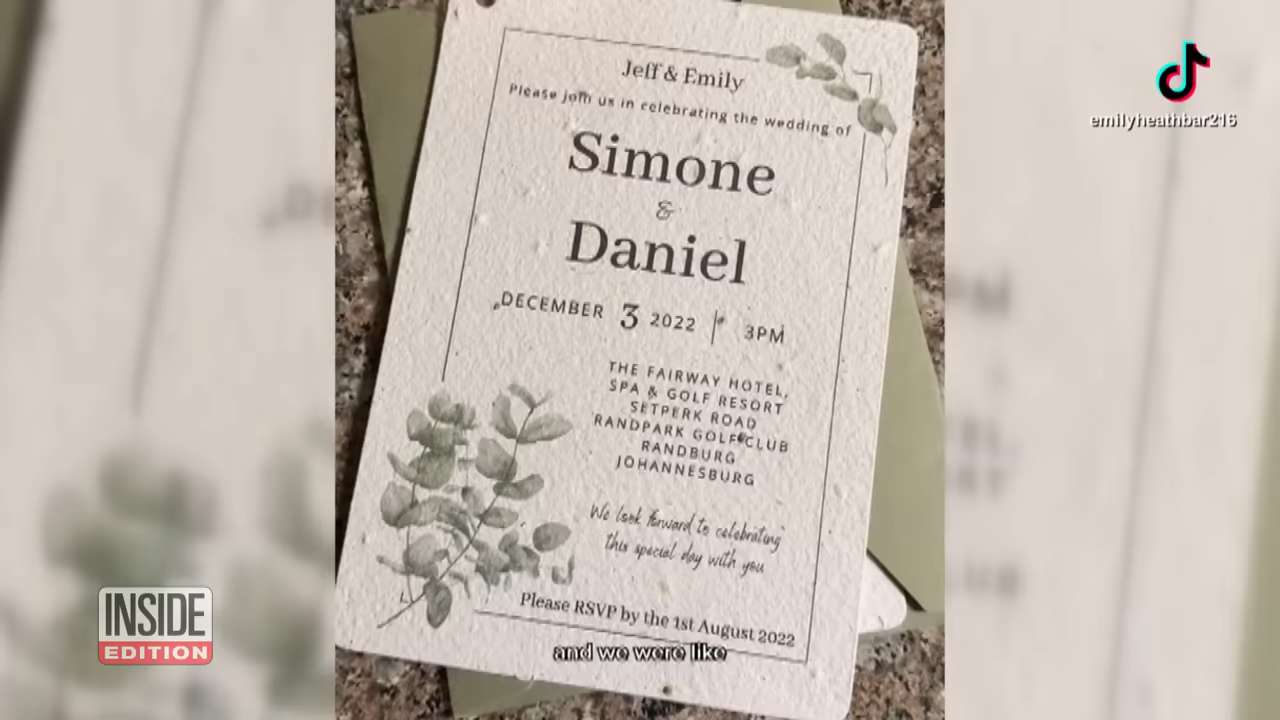 Jeff & Emily
Please join us in celebrating the wedding of
Simone
&
Daniel
DECEMBER 3 2022 | 3PM
THE FAIRWAY HOTEL,
SPA & GOLF RESORT
SETPERK ROAD
RANDPARK GOLF CLUB
RANDBURG
JOHANNESBURG
We look forward to celebrating
this special day with you
Please RSVP by the 1st August 2022
and we were like
emilyheathbar216
INSIDE
EDITION